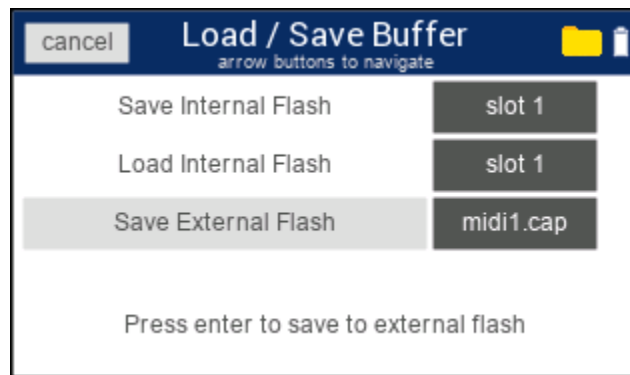 cancel
Load / Save Buffer
arrow buttons to navigate
Save Internal Flash slot 1
Load Internal Flash slot 1
Save External Flash midi1.cap
Press enter to save to external flash